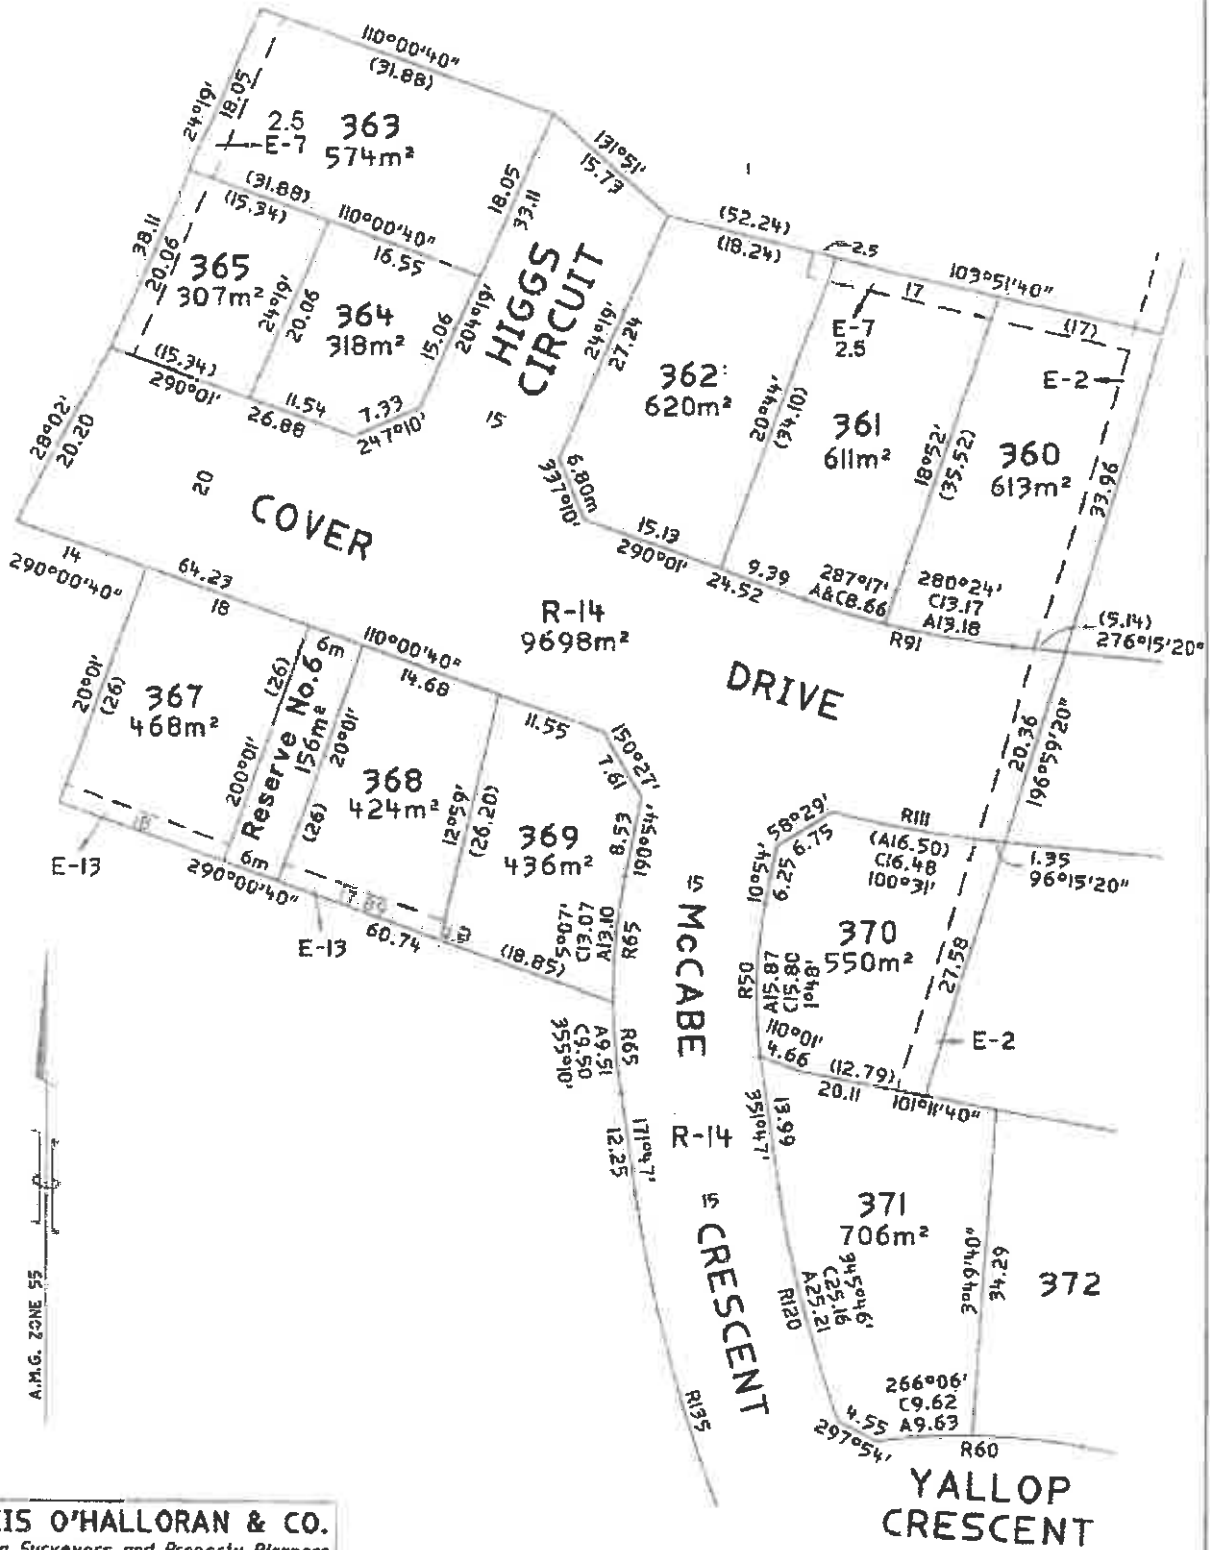 110°00'40"
(31.88)
24°19'
18.05
2.5
E-7
363
574m²
131°51'
15.73
18.05
33.11
(31.88)
(15.34)
110°00'40"
16.55
38.11
20.06
365
307m²
24°19'
20.06
364
318m²
15.06
204°19'
(15.34)
290°01'
11.54
26.88
7.33
247°10'
HIGGS
CIRCUIT
15
(52.24)
(18.24)
2.5
103°51'40"
17
(17)
E-7
2.5
E-2
24°19'
27.24
362
620m²
20°44'
(34.10)
361
611m²
18°52'
(35.52)
360
613m²
33.96
6.80m
337°10'
15.13
290°01'
24.52
9.39
287°17'
A&C8.66
280°24'
C13.17
A13.18
R91
(5.14)
276°15'20"
28°02'
20.20
20
COVER
DRIVE
R-14
9698m²
14
290°00'40"
64.23
18
6m
110°00'40"
14.68
11.55
150°27'
7.61
20°01'
(26)
367
468m²
200°01'
(26)
Reserve No.6
156m²
20°01'
(26)
368
424m²
12°59'
(26.20)
369
436m²
8.53
190°54'
E-13
6m
290°00'40"
E-13
60.74
(18.85)
5°07'
C13.07
A13.10
R65
355°10'
C9.50
A9.51
R65
171°47'
12.25
R135
15
McCABE
R-14
15
CRESCENT
58°29'
6.75
10°54'
6.25
R111
(A16.50)
C16.48
100°31'
20.36
196°59'20"
1.35
96°15'20"
370
550m²
27.58
R50
A15.87
C15.80
1°48'
110°01'
4.66
(12.79)
20.11
101°11'40"
E-2
351°47'
13.99
371
706m²
345°46'
C25.16
A25.21
R120
3°49'40"
34.29
372
266°06'
C9.62
A9.63
4.55
297°54'
R60
YALLOP
CRESCENT
A.M.G. ZONE 55
O'HALLORAN & CO.
Surveyors and Property Planners